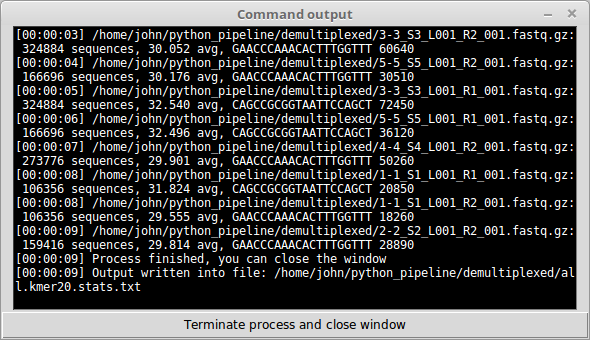 Command output
[00:00:03] /home/john/python_pipeline/demultiplexed/3-3_S3_L001_R2_001.fastq.gz:
324884 sequences, 30.052 avg, GAACCCAAACACTTTGGTTT 60640
[00:00:04] /home/john/python_pipeline/demultiplexed/5-5_S5_L001_R2_001.fastq.gz:
166696 sequences, 30.176 avg, GAACCCAAACACTTTGGTTT 30510
[00:00:05] /home/john/python_pipeline/demultiplexed/3-3_S3_L001_R1_001.fastq.gz:
324884 sequences, 32.540 avg, CAGCCGCGGTAATTCCAGCT 72450
[00:00:06] /home/john/python_pipeline/demultiplexed/5-5_S5_L001_R1_001.fastq.gz:
166696 sequences, 32.496 avg, CAGCCGCGGTAATTCCAGCT 36120
[00:00:07] /home/john/python_pipeline/demultiplexed/4-4_S4_L001_R2_001.fastq.gz:
273776 sequences, 29.901 avg, GAACCCAAACACTTTGGTTT 50260
[00:00:08] /home/john/python_pipeline/demultiplexed/1-1_S1_L001_R1_001.fastq.gz:
106356 sequences, 31.824 avg, CAGCCGCGGTAATTCCAGCT 20850
[00:00:08] /home/john/python_pipeline/demultiplexed/1-1_S1_L001_R2_001.fastq.gz:
106356 sequences, 29.555 avg, GAACCCAAACACTTTGGTTT 18260
[00:00:09] /home/john/python_pipeline/demultiplexed/2-2_S2_L001_R2_001.fastq.gz:
159416 sequences, 29.814 avg, GAACCCAAACACTTTGGTTT 28890
[00:00:09] Process finished, you can close the window
[00:00:09] Output written into file: /home/john/python_pipeline/demultiplexed/al
l.kmer20.stats.txt
Terminate process and close window